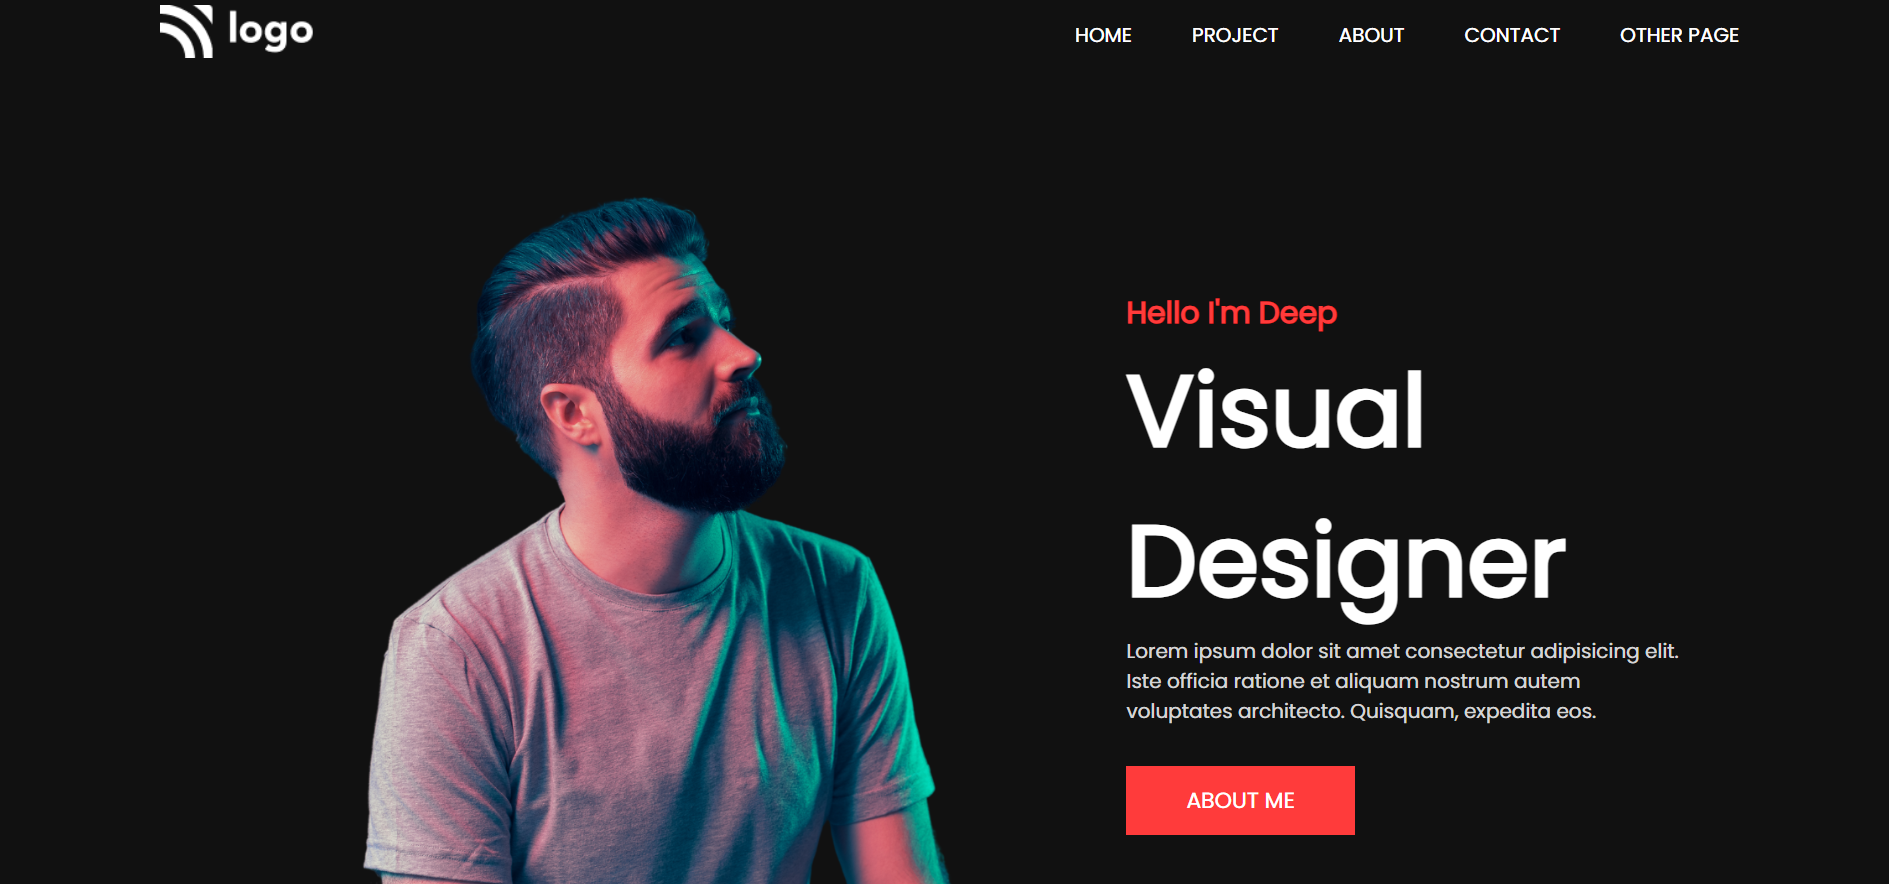 logo
HOME PROJECT ABOUT CONTACT OTHER PAGE
Hello I'm Deep
Visual
Designer
Lorem ipsum dolor sit amet consectetur adipisicing elit.
Iste officia ratione et aliquam nostrum autem
voluptates architecto. Quisquam, expedita eos.
ABOUT ME